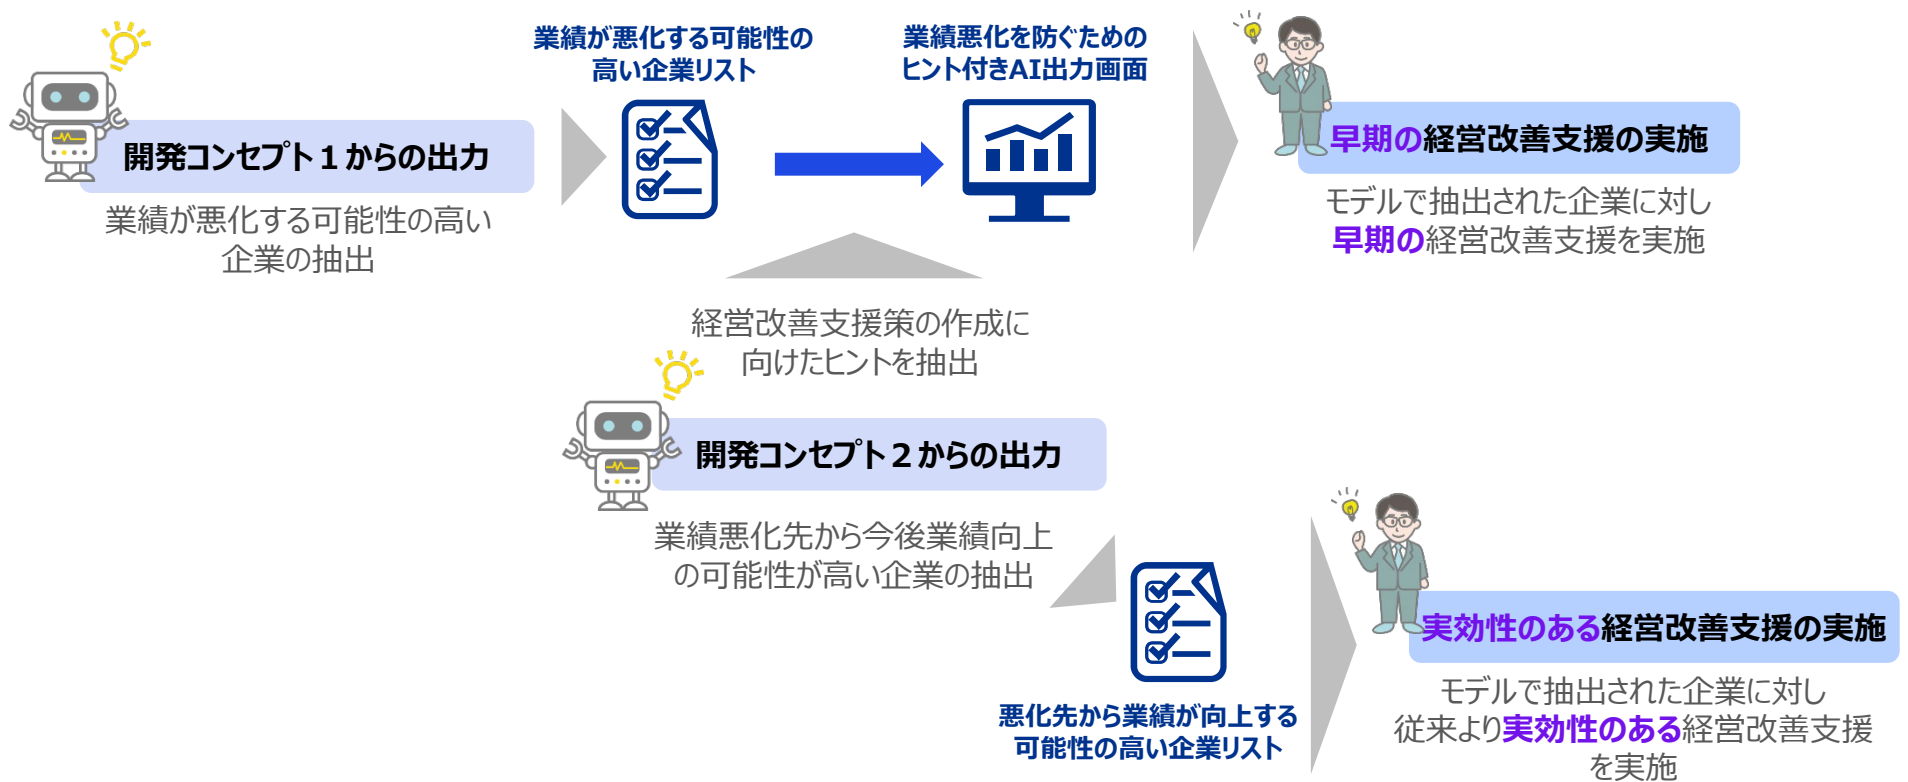 業績が悪化する可能性の
高い企業リスト
業績悪化を防ぐための
ヒント付きAI出力画面
開発コンセプト１からの出力
業績が悪化する可能性の高い
企業の抽出
早期の経営改善支援の実施
モデルで抽出された企業に対し
早期の経営改善支援を実施
経営改善支援策の作成に
向けたヒントを抽出
開発コンセプト２からの出力
業績悪化先から今後業績向上
の可能性が高い企業の抽出
悪化先から業績が向上する
可能性の高い企業リスト
実効性のある経営改善支援の実施
モデルで抽出された企業に対し
従来より実効性のある経営改善支援
を実施